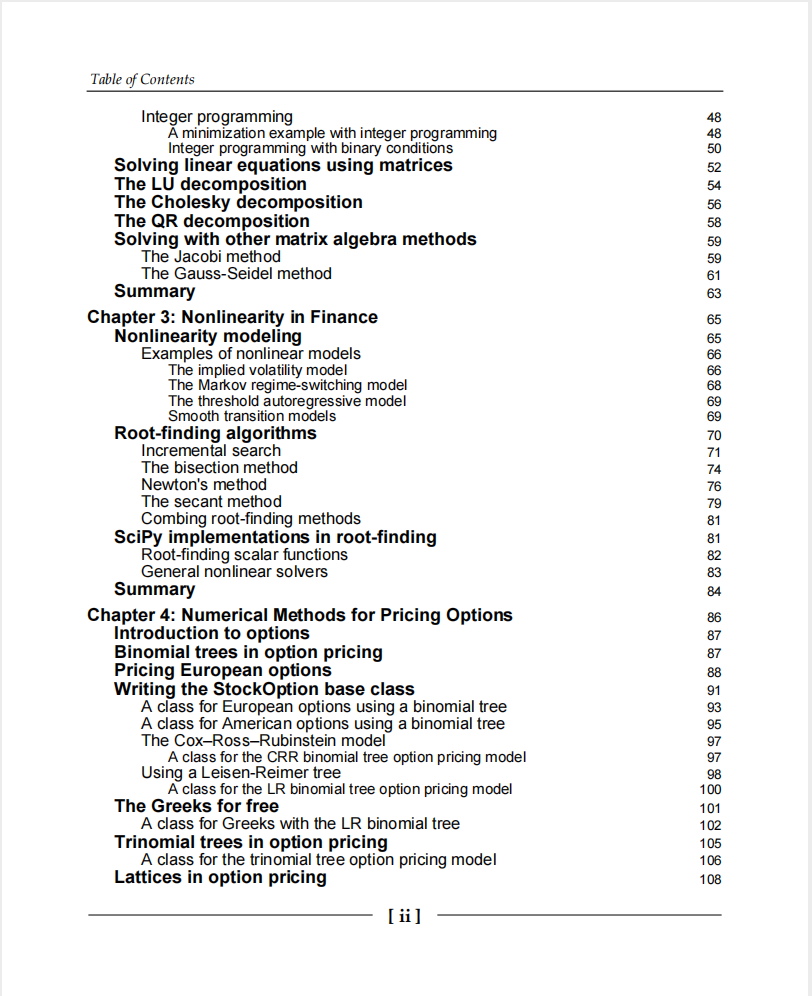 Table of Contents
Integer programming 48
A minimization example with integer programming 48
Integer programming with binary conditions 50
Solving linear equations using matrices 52
The LU decomposition 54
The Cholesky decomposition 56
The QR decomposition 58
Solving with other matrix algebra methods 59
The Jacobi method 59
The Gauss-Seidel method 61
Summary 63
Chapter 3: Nonlinearity in Finance 65
Nonlinearity modeling 65
Examples of nonlinear models 66
The implied volatility model 66
The Markov regime-switching model 68
The threshold autoregressive model 69
Smooth transition models 69
Root-finding algorithms 70
Incremental search 71
The bisection method 74
Newton's method 76
The secant method 79
Combing root-finding methods 81
SciPy implementations in root-finding 81
Root-finding scalar functions 82
General nonlinear solvers 83
Summary 84
Chapter 4: Numerical Methods for Pricing Options 86
Introduction to options 87
Binomial trees in option pricing 87
Pricing European options 88
Writing the StockOption base class 91
A class for European options using a binomial tree 93
A class for American options using a binomial tree 95
The Cox–Ross–Rubinstein model 97
A class for the CRR binomial tree option pricing model 97
Using a Leisen-Reimer tree 98
A class for the LR binomial tree option pricing model 100
The Greeks for free 101
A class for Greeks with the LR binomial tree 102
Trinomial trees in option pricing 105
A class for the trinomial tree option pricing model 106
Lattices in option pricing 108
[ ii ]